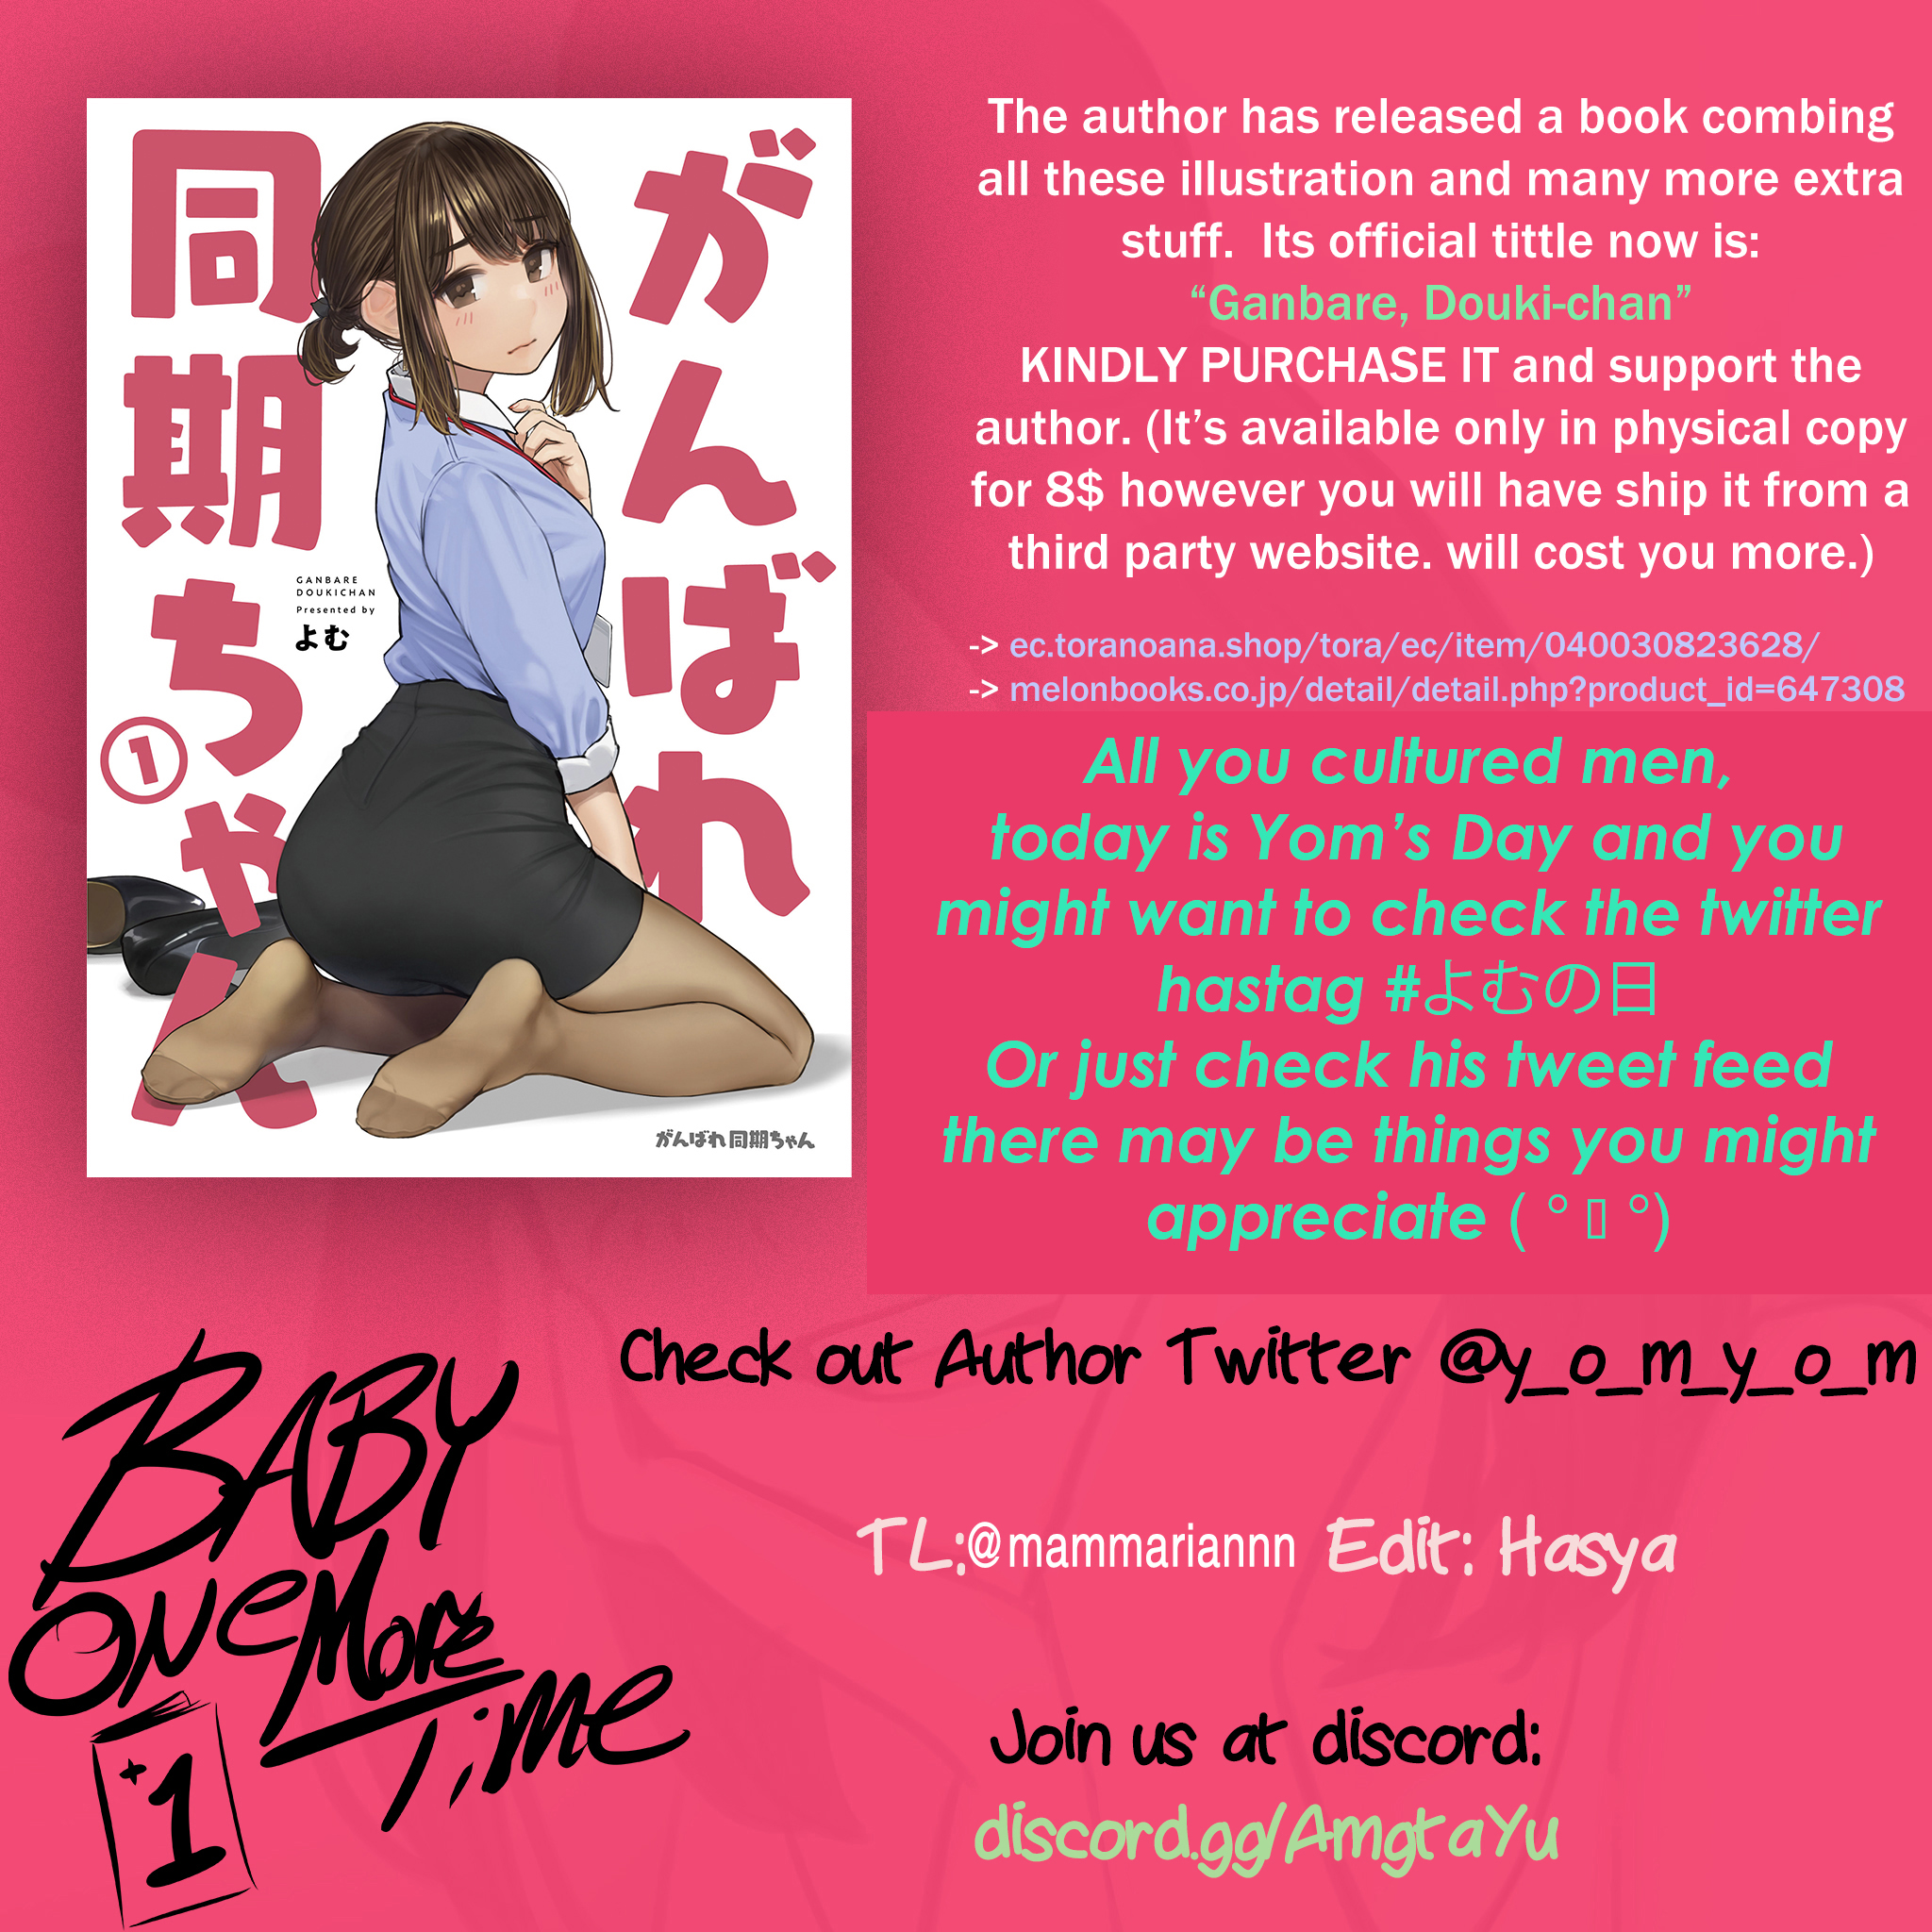 がんばれ
同期ちゃん
1
GANBARE
DOUKICHAN
Presented by
よむ
がんばれ同期ちゃん
The author has released a book combing
all these illustration and many more extra
stuff.  Its official tittle now is:
“Ganbare, Douki-chan”
KINDLY PURCHASE IT and support the
author. (It’s available only in physical copy
for 8$ however you will have ship it from a
third party website. will cost you more.)
-> ec.toranoana.shop/tora/ec/item/040030823628/
-> melonbooks.co.jp/detail/detail.php?product_id=647308
All you cultured men,
today is Yom’s Day and you
might want to check the twitter
hastag #よむの日
Or just check his tweet feed
there may be things you might
appreciate ( ° ▯ °)
Check out Author Twitter @y_o_m_y_o_m
BABY
ONE MORE
TIME
+1
TL:@mammariannn Edit: Hasya
Join us at discord:
discord.gg/AmgtaYu